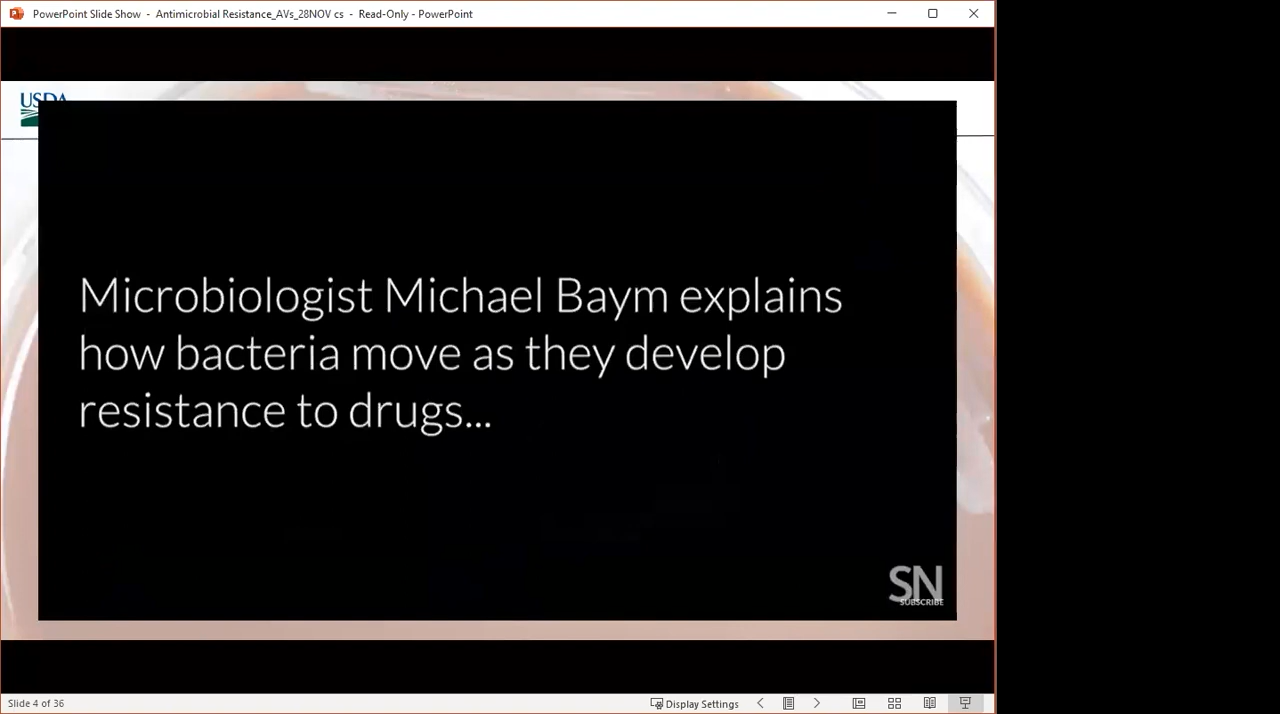 PowerPoint Slide Show - Antimicrobial Resistance_AVs_28NOV cs - Read-Only - PowerPoint
USDA
Microbiologist Michael Baym explains
how bacteria move as they develop
resistance to drugs...
SN
SUBSCRIBE
Slide 4 of 36
Display Settings